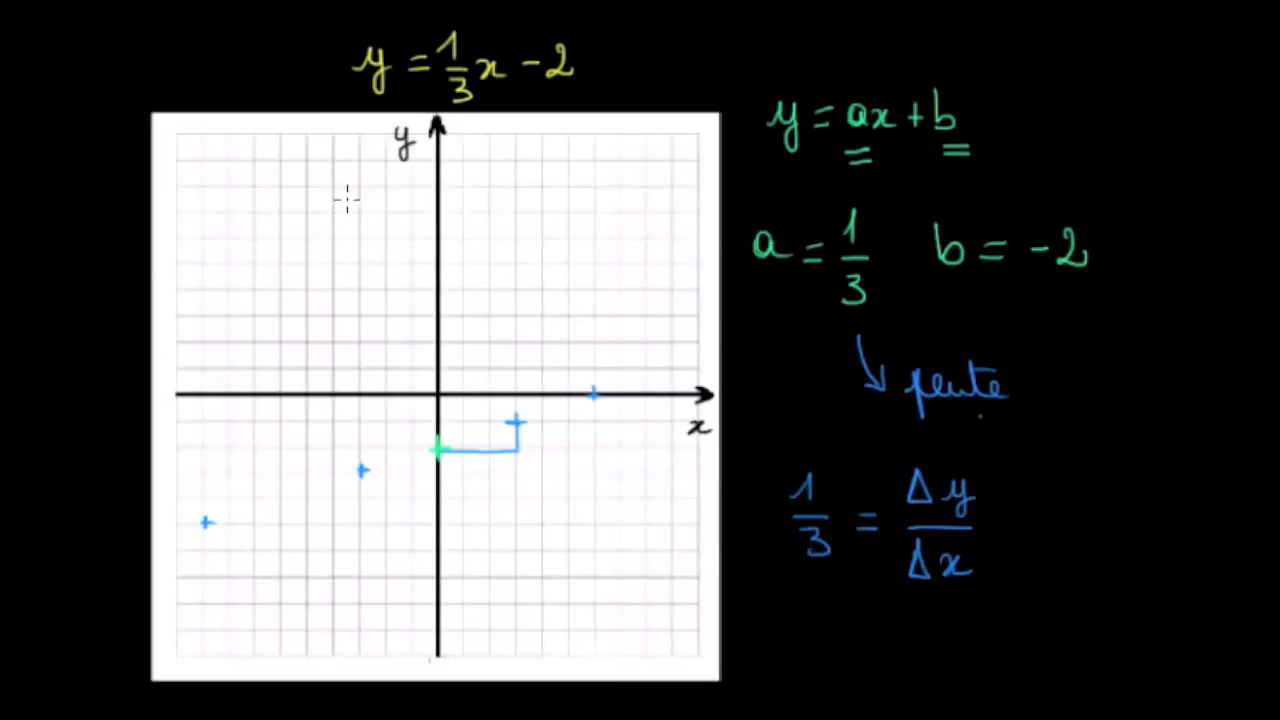 y = 1/3 x - 2
y
x
y = ax + b
a = 1/3 b = -2
pente
1/3 = Δy/Δx